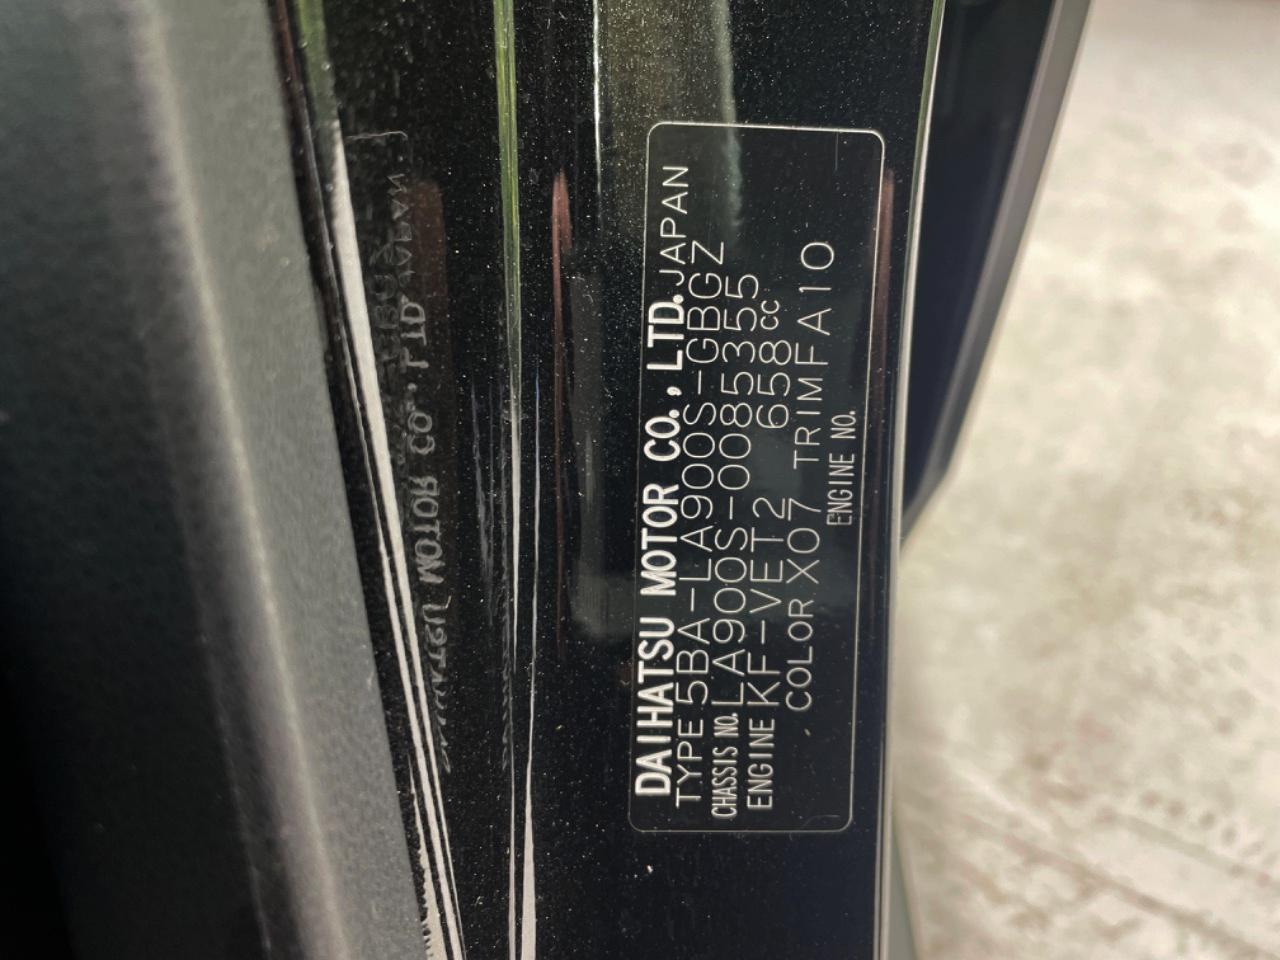 DAIHATSU MOTOR CO., LTD. JAPAN
TYPE 5BA-LA900S-GBGZ
CHASSIS NO. LA900S-0085355
ENGINE KF-VET2 658cc
COLOR X07 TRIM FA10
ENGINE NO.